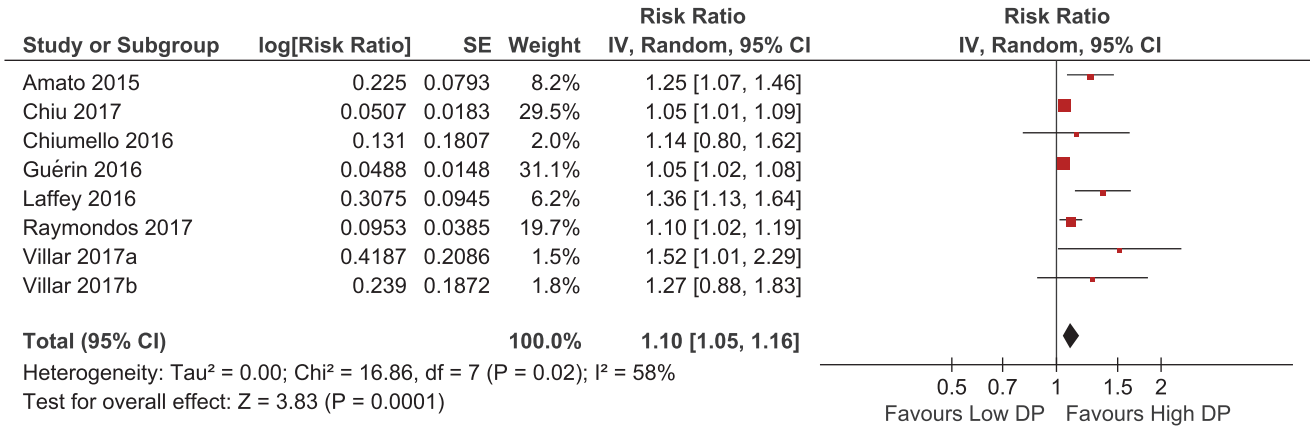 Risk Ratio Risk Ratio
Study or Subgroup log[Risk Ratio] SE Weight IV, Random, 95% CI IV, Random, 95% CI
Amato 2015 0.225 0.0793 8.2% 1.25 [1.07, 1.46]
Chiu 2017 0.0507 0.0183 29.5% 1.05 [1.01, 1.09]
Chiumello 2016 0.131 0.1807 2.0% 1.14 [0.80, 1.62]
Guérin 2016 0.0488 0.0148 31.1% 1.05 [1.02, 1.08]
Laffey 2016 0.3075 0.0945 6.2% 1.36 [1.13, 1.64]
Raymondos 2017 0.0953 0.0385 19.7% 1.10 [1.02, 1.19]
Villar 2017a 0.4187 0.2086 1.5% 1.52 [1.01, 2.29]
Villar 2017b 0.239 0.1872 1.8% 1.27 [0.88, 1.83]
Total (95% CI) 100.0% 1.10 [1.05, 1.16]
Heterogeneity: Tau² = 0.00; Chi² = 16.86, df = 7 (P = 0.02); I² = 58%
Test for overall effect: Z = 3.83 (P = 0.0001)
0.5 0.7 1 1.5 2
Favours Low DP Favours High DP